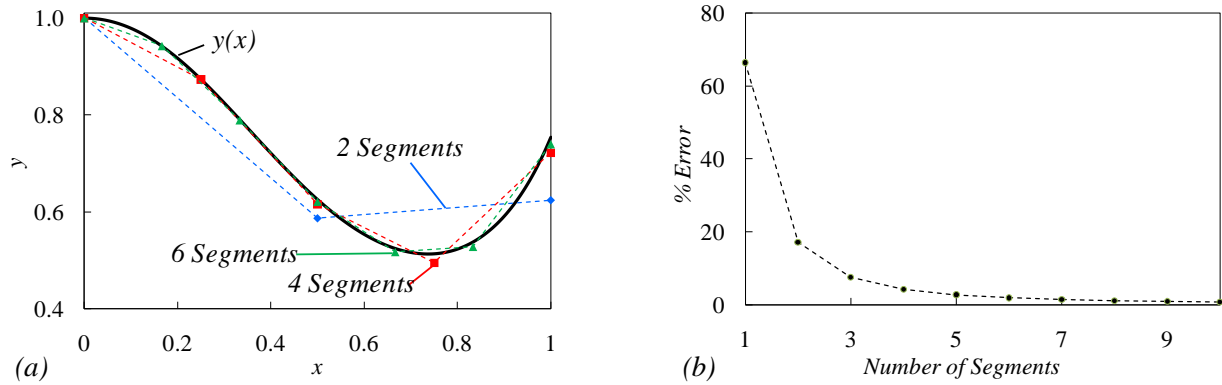 1.0
0.8
0.6
0.4
y
y(x)
2 Segments
6 Segments
4 Segments
0
0.2
0.4
0.6
0.8
1
x
(a)
80
60
40
20
0
% Error
1
3
5
7
9
Number of Segments
(b)